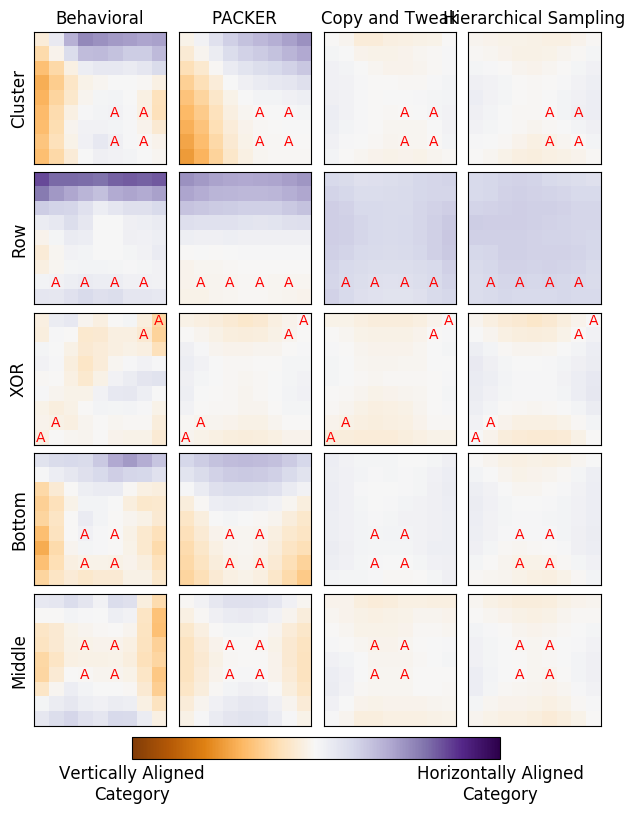 Behavioral PACKER Copy and Tweak Hierarchical Sampling
Cluster
A A A A A A A A
A A A A A A A A
Row
A A A A A A A A A A A A A A A A
XOR
A A A A
A A A A
A A A A
A A A A
Bottom
A A A A A A A A
A A A A A A A A
Middle
A A A A A A A A
A A A A A A A A
Vertically Aligned
Category
Horizontally Aligned
Category